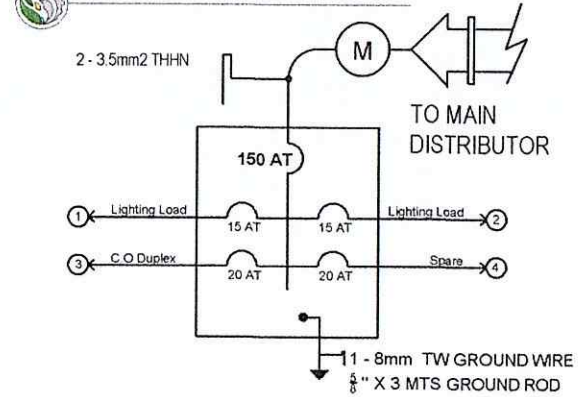 2 - 3.5mm2 THHN
M
TO MAIN
DISTRIBUTOR
150 AT
1
Lighting Load
15 AT
15 AT
Lighting Load
2
3
C O Duplex
20 AT
20 AT
Spare
4
1 - 8mm TW GROUND WIRE
5/8" X 3 MTS GROUND ROD